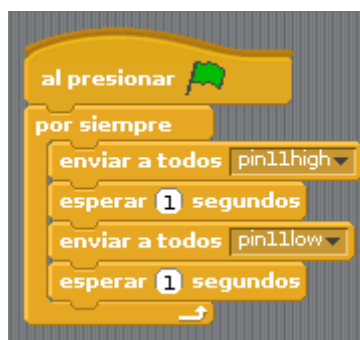 al presionar
por siempre
enviar a todos pin11high
esperar 1 segundos
enviar a todos pin11low
esperar 1 segundos